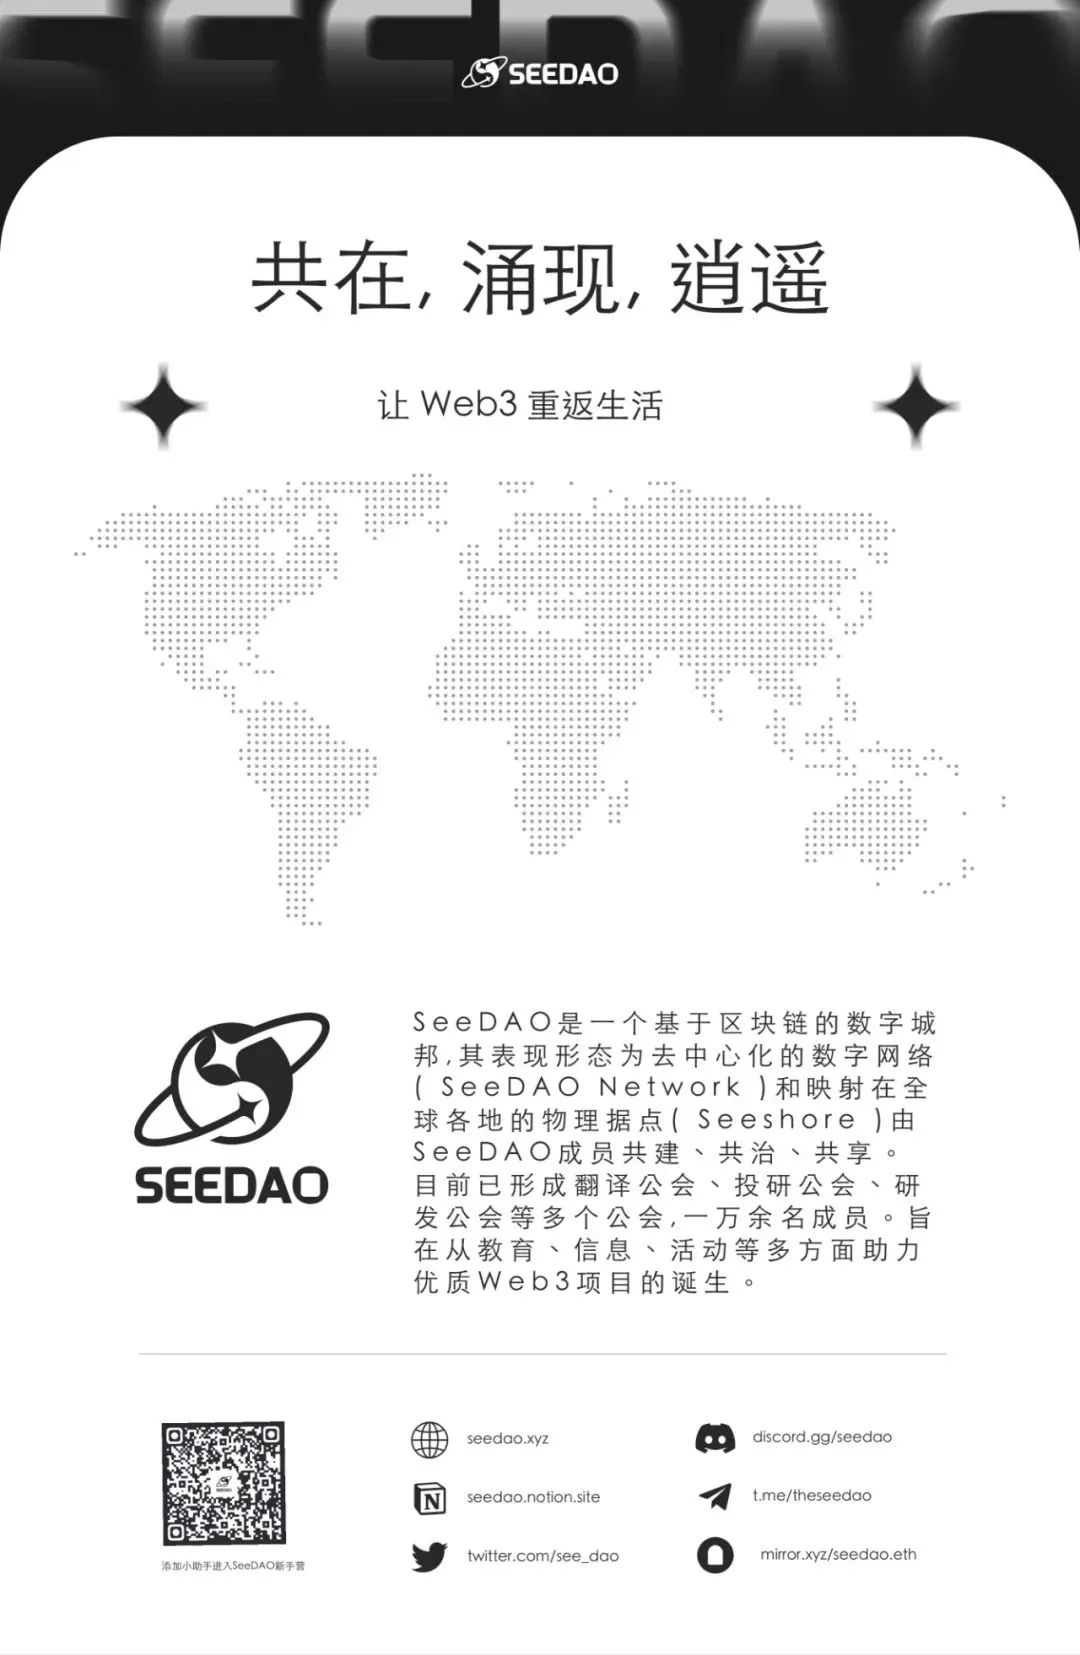 SEEDAO
SEEDAO
共在, 涌现, 逍遥
让 Web3 重返生活
SeeDAO是一个基于区块链的数字城
邦,其表现形态为去中心化的数字网络
( SeeDAO Network )和映射在全
球各地的物理据点( Seeshore )由
SeeDAO成员共建、共治、共享。
目前已形成翻译公会、投研公会、研
发公会等多个公会,一万余名成员。旨
在从教育、信息、活动等多方面助力
优质Web3项目的诞生。
SEEDAO
seedao.xyz
discord.gg/seedao
seedao.notion.site
t.me/theseedao
twitter.com/see_dao
mirror.xyz/seedao.eth
SEEDAO
添加小助手进入SeeDAO新手营